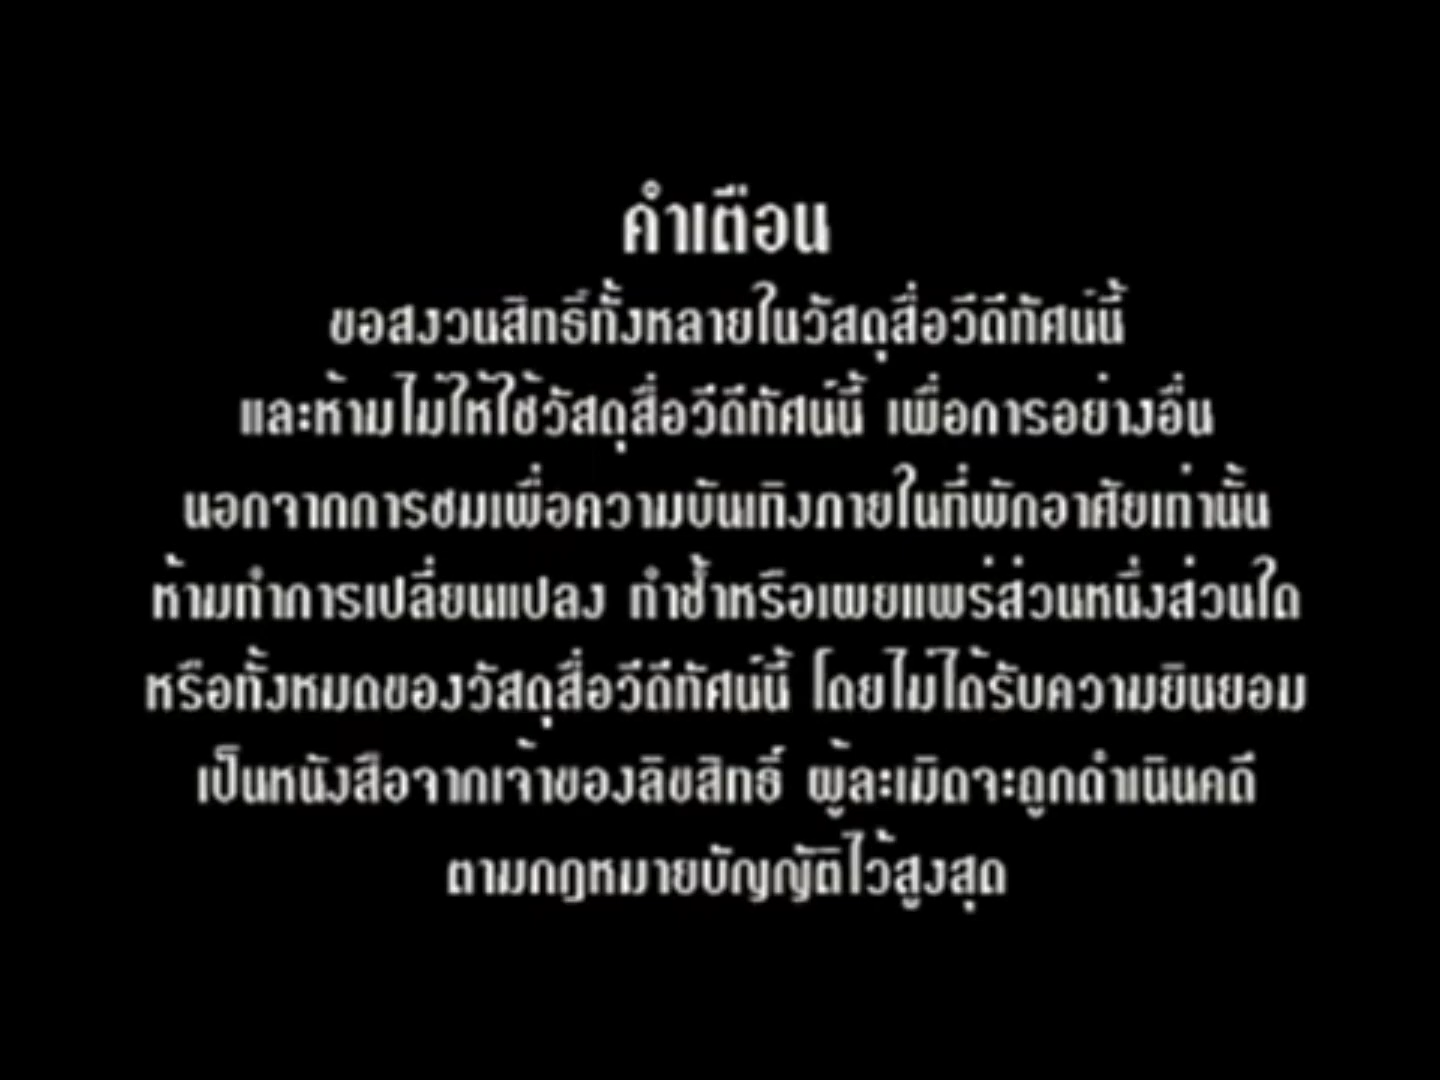 คำเตือน
ขอสงวนสิทธิ์ทั้งหลายในวัสดุสื่อวีดีทัศน์นี้
และห้ามไม่ให้ใช้วัสดุสื่อวีดีทัศน์นี้ เพื่อการอย่างอื่น
นอกจากการชมเพื่อความบันเทิงภายในที่พักอาศัยเท่านั้น
ห้ามทำการเปลี่ยนแปลง ทำซ้ำหรือเผยแพร่ส่วนหนึ่งส่วนใด
หรือทั้งหมดของวัสดุสื่อวีดีทัศน์นี้ โดยไม่ได้รับความยินยอม
เป็นหนังสือจากเจ้าของลิขสิทธิ์ ผู้ละเมิดจะถูกดำเนินคดี
ตามกฎหมายบัญญัติไว้สูงสุด